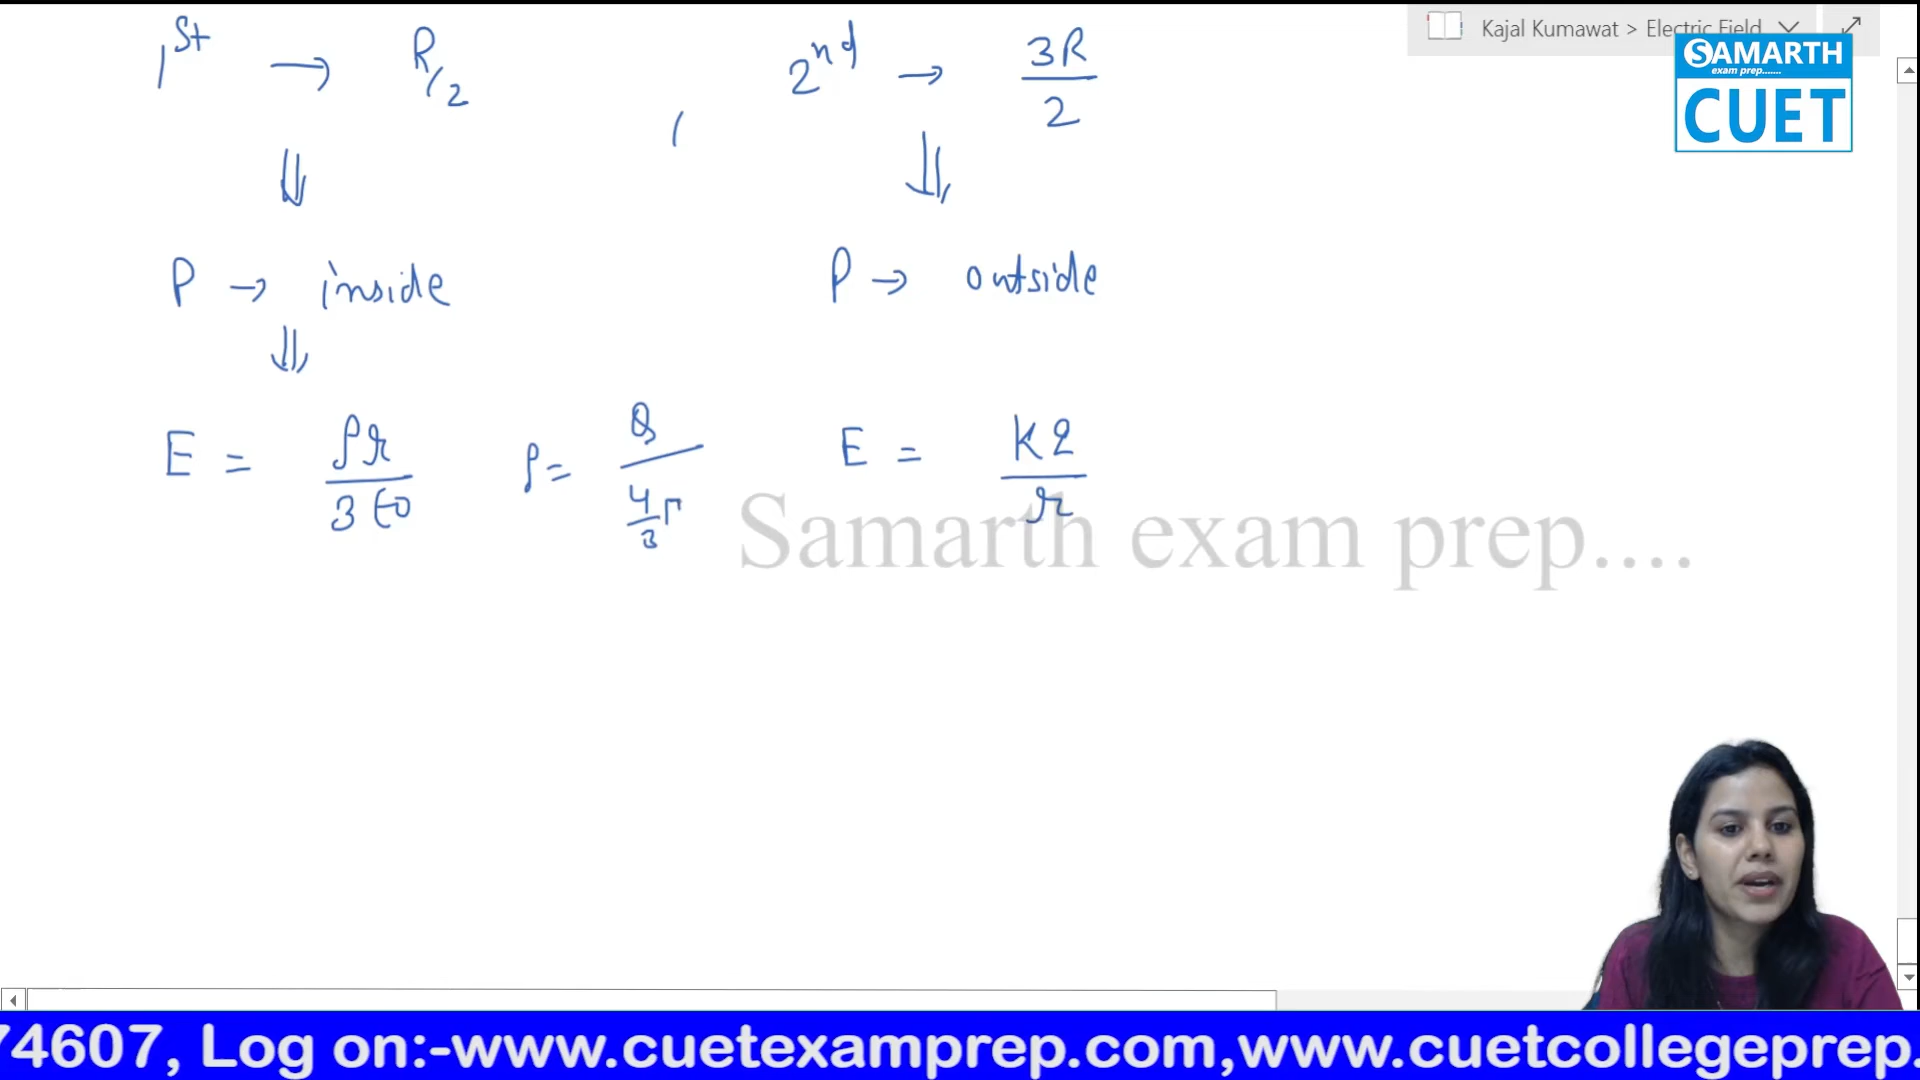 Kajal Kumawat > Electric Field
SAMARTH
exam prep.......
CUET
1st → R/2 , 2nd → 3R/2
⇓ ⇓
P → inside P → outside
⇓
E = ρr/3ε0 ρ = Q/(4/3 π E = KQ/r
Samarth exam prep....
74607, Log on:-www.cuetexamprep.com,www.cuetcollegeprep.